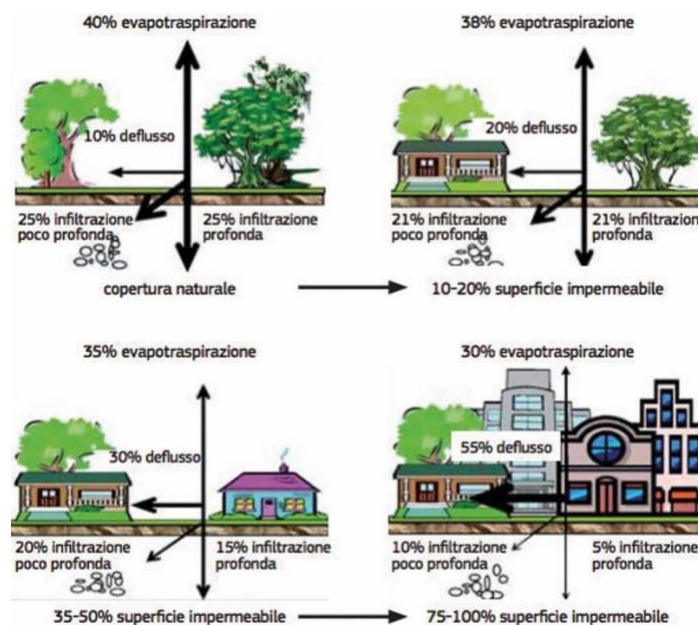 40% evapotraspirazione
10% deflusso
25% infiltrazione
poco profonda
25% infiltrazione
profonda
copertura naturale
38% evapotraspirazione
20% deflusso
21% infiltrazione
poco profonda
21% infiltrazione
profonda
10-20% superficie impermeabile
35% evapotraspirazione
30% deflusso
20% infiltrazione
poco profonda
15% infiltrazione
profonda
35-50% superficie impermeabile
30% evapotraspirazione
55% deflusso
10% infiltrazione
poco profonda
5% infiltrazione
profonda
75-100% superficie impermeabile